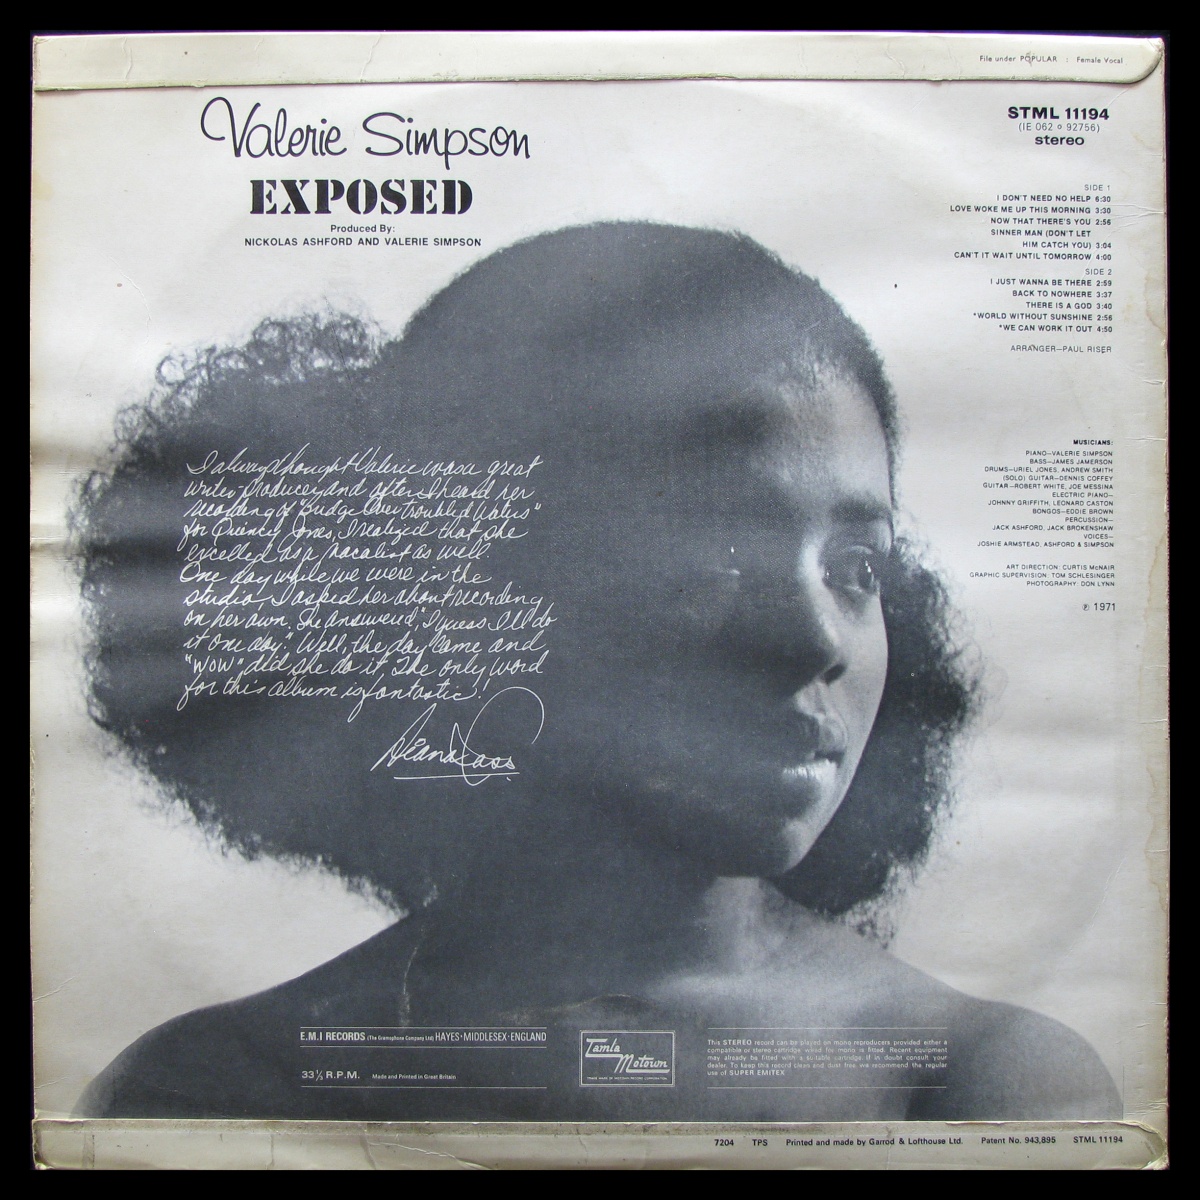 File under POPULAR : Female Vocal
Valerie Simpson
EXPOSED
Produced By:
NICKOLAS ASHFORD AND VALERIE SIMPSON
STML 11194
(IE 062 o 92756)
stereo
SIDE 1
I DON'T NEED NO HELP 6:30
LOVE WOKE ME UP THIS MORNING 3:30
NOW THAT THERE'S YOU 2:56
SINNER MAN (DON'T LET
HIM CATCH YOU) 3:04
CAN'T IT WAIT UNTIL TOMORROW 4:00
SIDE 2
I JUST WANNA BE THERE 2:59
BACK TO NOWHERE 3:37
THERE IS A GOD 3:40
*WORLD WITHOUT SUNSHINE 2:56
*WE CAN WORK IT OUT 4:50
ARRANGER—PAUL RISER
MUSICIANS:
PIANO—VALERIE SIMPSON
BASS—JAMES JAMERSON
DRUMS—URIEL JONES, ANDREW SMITH
(SOLO) GUITAR—DENNIS COFFEY
GUITAR—ROBERT WHITE, JOE MESSINA
ELECTRIC PIANO—
JOHNNY GRIFFITH, LEONARD CASTON
BONGOS—EDDIE BROWN
PERCUSSION—
JACK ASHFORD, JACK BROKENSHAW
VOICES—
JOSHIE ARMSTEAD, ASHFORD & SIMPSON
ART DIRECTION: CURTIS McNAIR
GRAPHIC SUPERVISION: TOM SCHLESINGER
PHOTOGRAPHY: DON LYNN
℗ 1971
I always thought Valerie was a great
writer-producer, and after I heard her
recording of "Bridge Over Troubled Waters"
for Quincy Jones, I realized that she
excelled as a vocalist as well.
One day while we were in the
studio, I asked her about recording
on her own. She answered, "I guess I'll do
it one day." Well, the day came and
"WOW" did she do it. The only word
for this album is fantastic!
Diana Ross
E.M.I RECORDS (The Gramophone Company Ltd) HAYES·MIDDLESEX·ENGLAND
33⅓ R.P.M. Made and Printed in Great Britain
Tamla
Motown
TRADE MARK OF MOTOWN RECORD CORPORATION
This STEREO record can be played on mono reproducers provided either a
compatible or stereo cartridge wired for mono is fitted. Recent equipment
may already be fitted with a suitable cartridge. If in doubt consult your
dealer. To keep this record clean and dust free, we recommend the regular
use of SUPER EMITEX
7204 TPS Printed and made by Garrod & Lofthouse Ltd. Patent No. 943,895 STML 11194